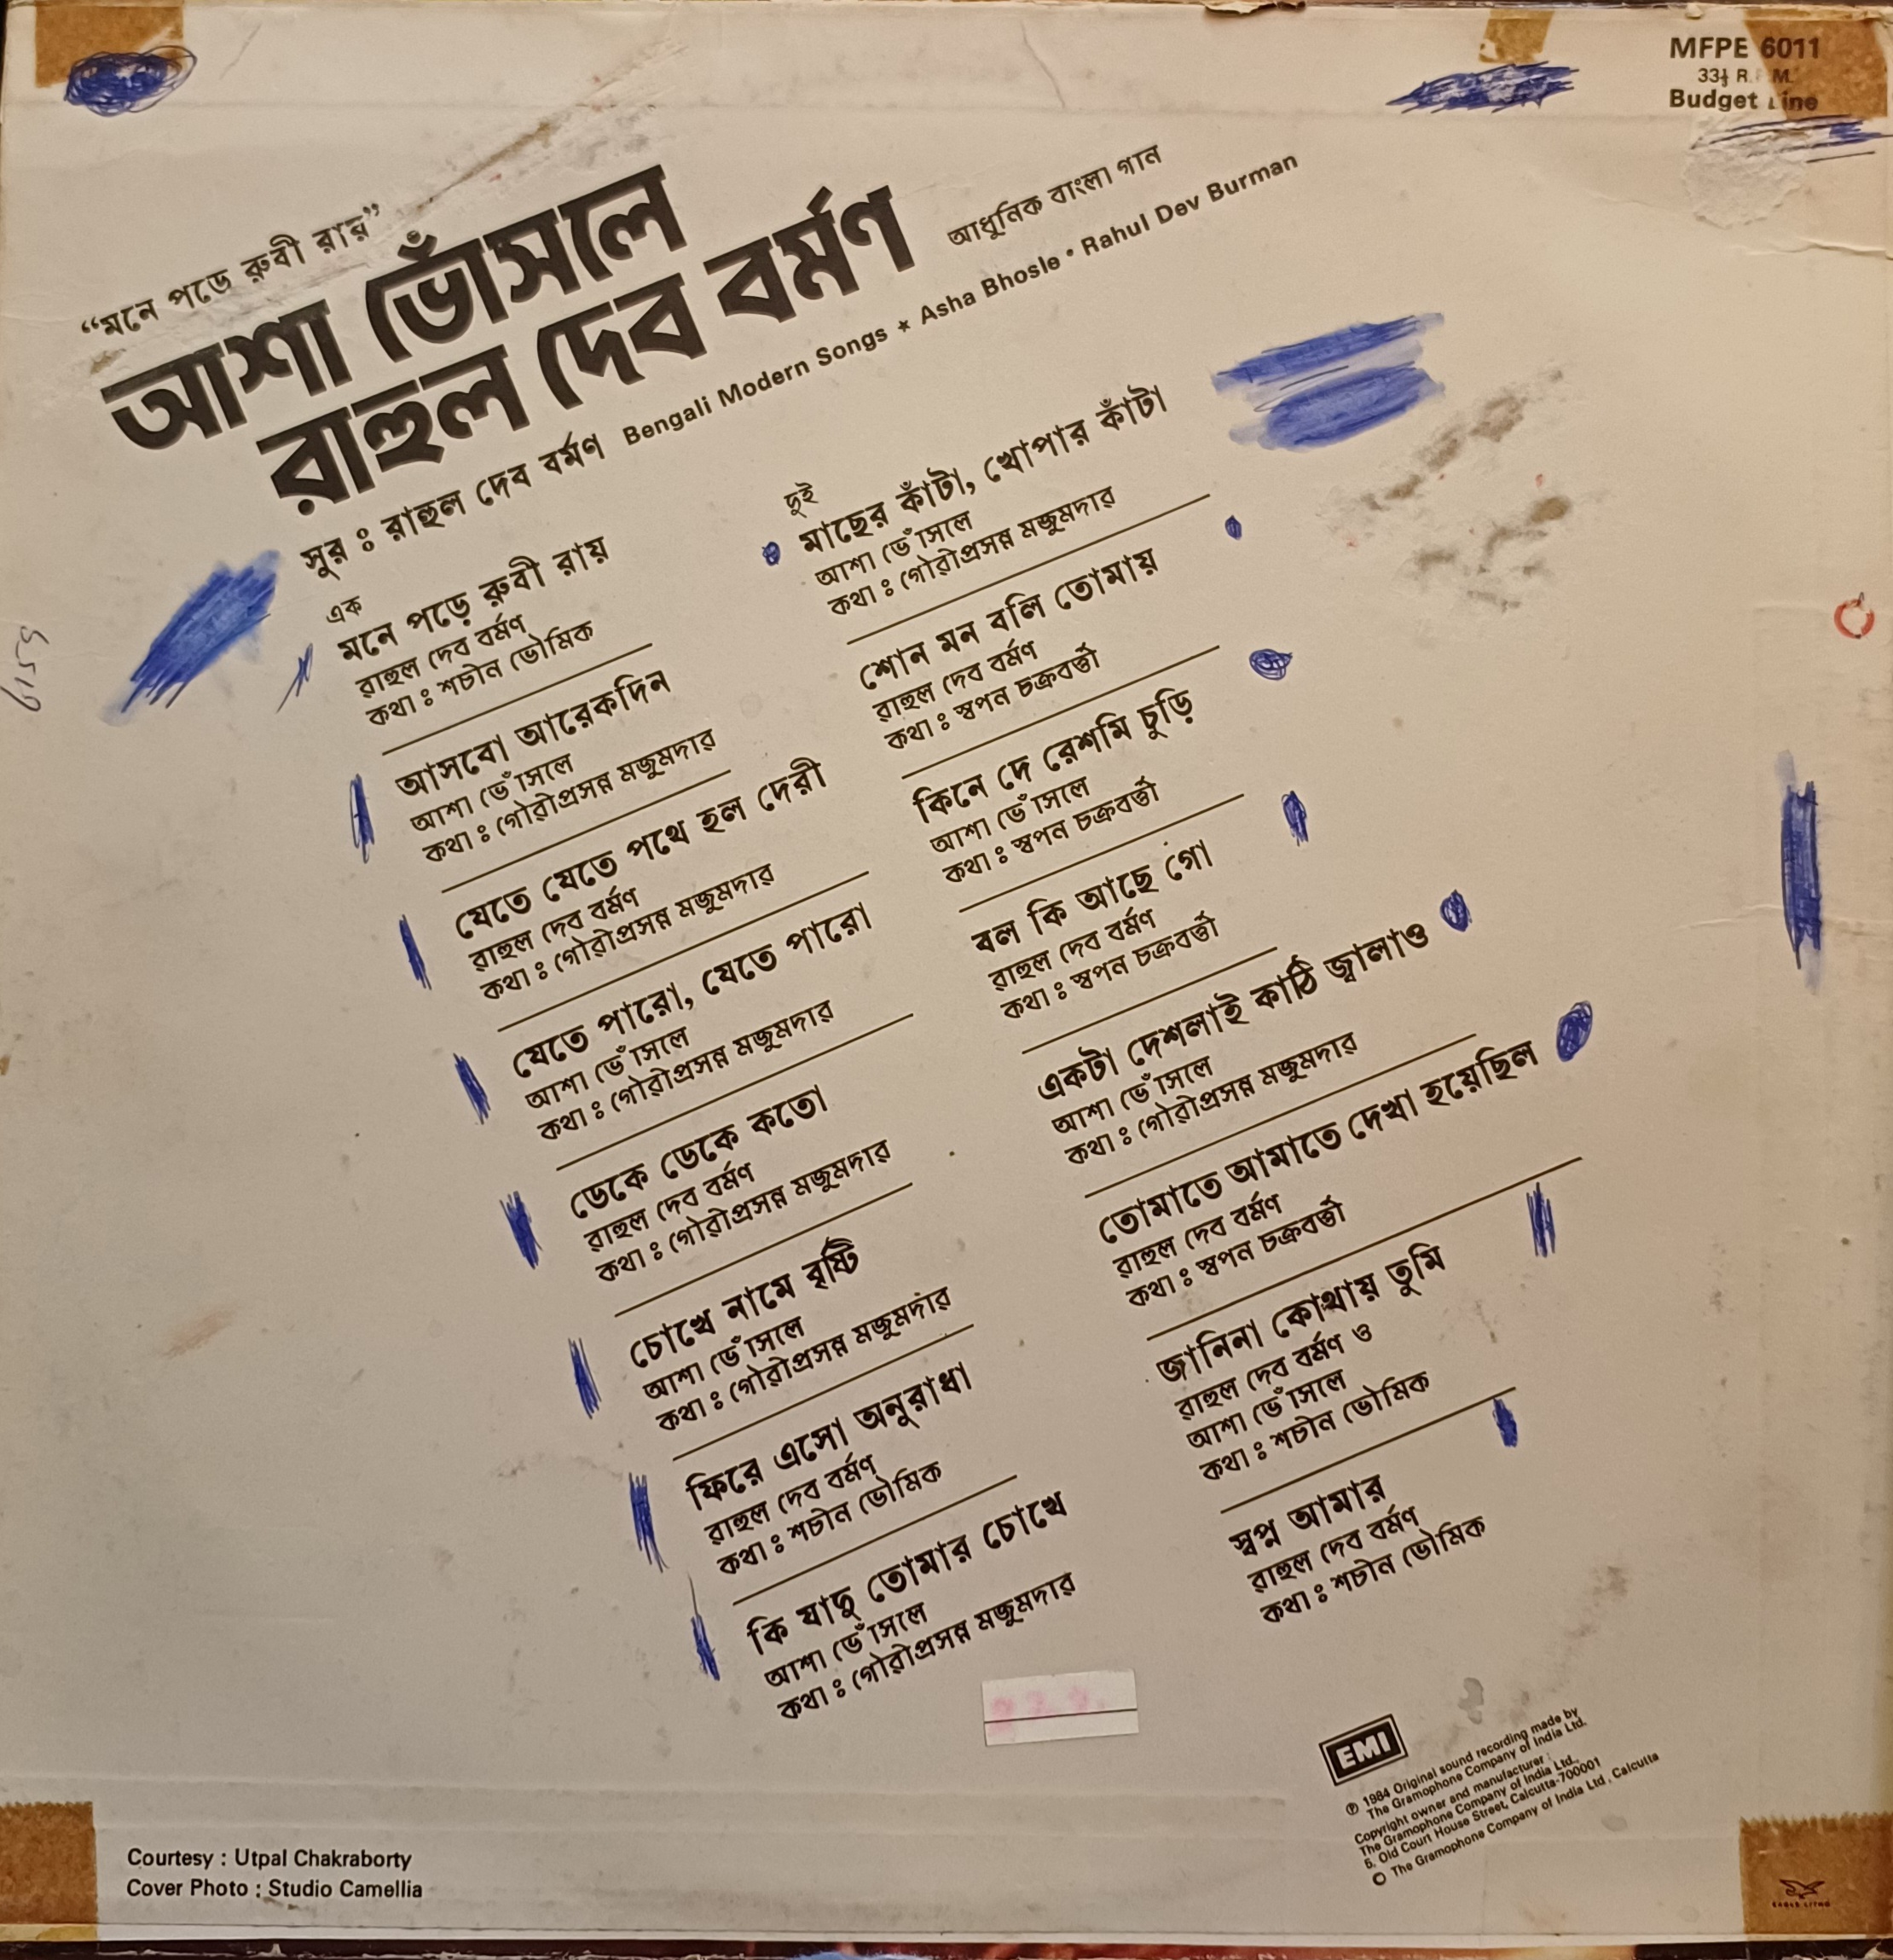 MFPE 6011
33⅓ R.P.M.
Budget Line
“মনে পড়ে রুবী রায়”
আশা ভোঁসলে
রাহুল দেব বর্মণ
আধুনিক বাংলা গান
সুর : রাহুল দেব বর্মণ Bengali Modern Songs ★ Asha Bhosle • Rahul Dev Burman
এক
মনে পড়ে রুবী রায়
রাহুল দেব বর্মণ
কথা : শচীন ভৌমিক
আসবো আরেকদিন
আশা ভোঁসলে
কথা : গৌরীপ্রসন্ন মজুমদার
যেতে যেতে পথে হল দেরী
রাহুল দেব বর্মণ
কথা : গৌরীপ্রসন্ন মজুমদার
যেতে পারো, যেতে পারো
আশা ভোঁসলে
কথা : গৌরীপ্রসন্ন মজুমদার
ডেকে ডেকে কতো
রাহুল দেব বর্মণ
কথা : গৌরীপ্রসন্ন মজুমদার
চোখে নামে বৃষ্টি
আশা ভোঁসলে
কথা : গৌরীপ্রসন্ন মজুমদার
ফিরে এসো অনুরাধা
রাহুল দেব বর্মণ
কথা : শচীন ভৌমিক
কি যাদু তোমার চোখে
আশা ভোঁসলে
কথা : গৌরীপ্রসন্ন মজুমদার
দুই
মাছের কাঁটা, খোপার কাঁটা
আশা ভোঁসলে
কথা : গৌরীপ্রসন্ন মজুমদার
শোন মন বলি তোমায়
রাহুল দেব বর্মণ
কথা : স্বপন চক্রবর্ত্তী
কিনে দে রেশমি চুড়ি
আশা ভোঁসলে
কথা : স্বপন চক্রবর্ত্তী
বল কি আছে গো
রাহুল দেব বর্মণ
কথা : স্বপন চক্রবর্ত্তী
একটা দেশলাই কাঠি জ্বালাও
আশা ভোঁসলে
কথা : গৌরীপ্রসন্ন মজুমদার
তোমাতে আমাতে দেখা হয়েছিল
রাহুল দেব বর্মণ
কথা : স্বপন চক্রবর্ত্তী
জানিনা কোথায় তুমি
রাহুল দেব বর্মণ ও
আশা ভোঁসলে
কথা : শচীন ভৌমিক
স্বপ্ন আমার
রাহুল দেব বর্মণ
কথা : শচীন ভৌমিক
EMI
℗ 1984 Original sound recording made by
The Gramophone Company of India Ltd.
Copyright owner and manufacturer :
The Gramophone Company of India Ltd.,
5, Old Court House Street, Calcutta-700001
© The Gramophone Company of India Ltd., Calcutta
Courtesy : Utpal Chakraborty
Cover Photo : Studio Camellia
EAGLE LITHO